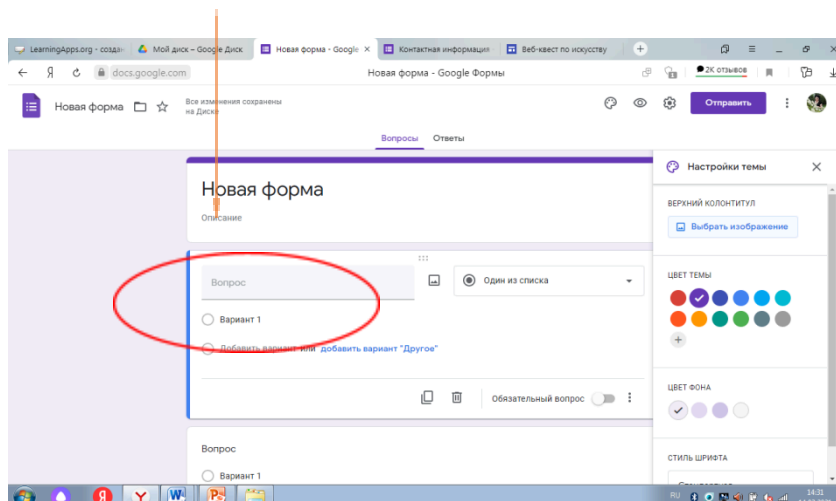 LearningApps.org - создан
Мой диск – Google Диск
Новая форма - Google
Контактная информация
Веб-квест по искусству
Я
docs.google.com
Новая форма - Google Формы
2K отзывов
Новая форма
Все изменения сохранены
на Диске
Отправить
Вопросы
Ответы
Настройки темы
Новая форма
Описание
ВЕРХНИЙ КОЛОНТИТУЛ
Выбрать изображение
Вопрос
Один из списка
ЦВЕТ ТЕМЫ
Вариант 1
Добавить вариант или добавить вариант "Другое"
ЦВЕТ ФОНА
Обязательный вопрос
Вопрос
СТИЛЬ ШРИФТА
Вариант 1
RU
14:31